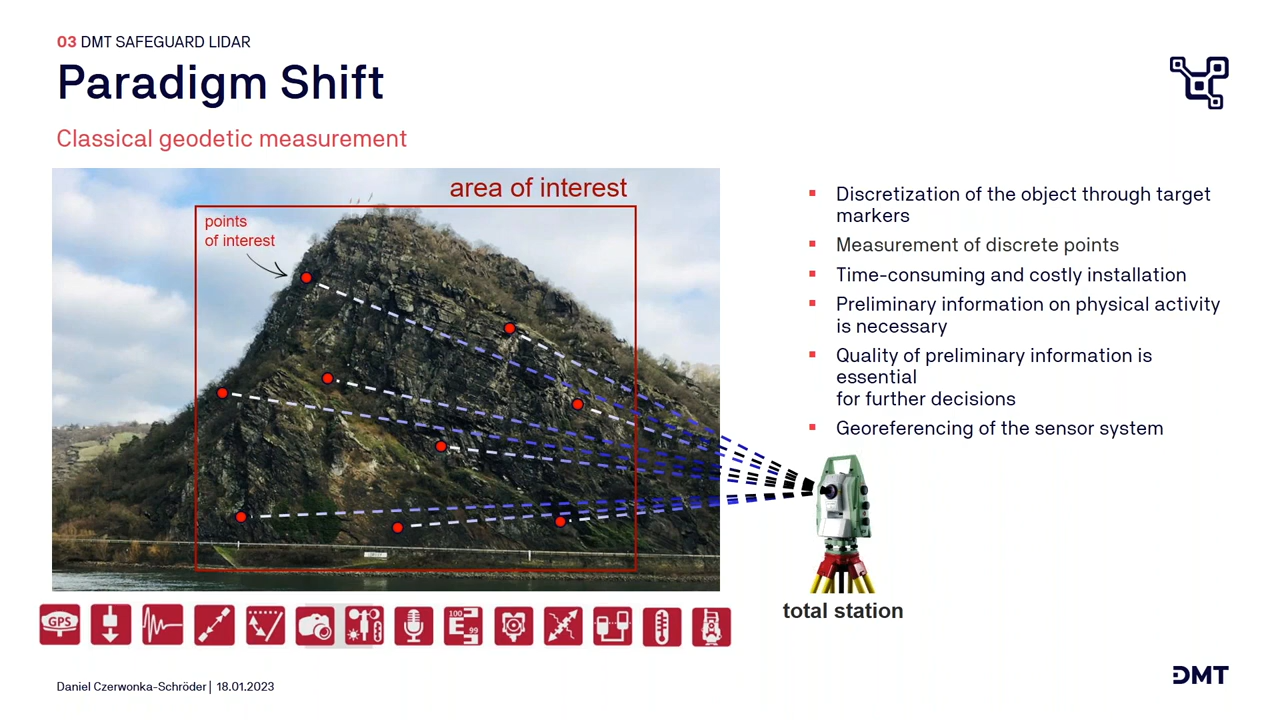 03 DMT SAFEGUARD LIDAR
Paradigm Shift
Classical geodetic measurement
area of interest
points
of interest
Discretization of the object through target
markers
Measurement of discrete points
Time-consuming and costly installation
Preliminary information on physical activity
is necessary
Quality of preliminary information is
essential
for further decisions
Georeferencing of the sensor system
total station
GPS
100
E
99
Daniel Czerwonka-Schröder| 18.01.2023
DMT